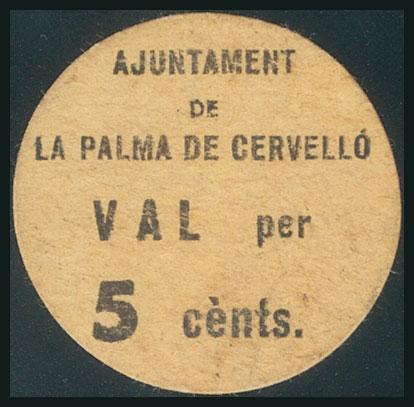 AJUNTAMENT
DE
LA PALMA DE CERVELLÓ
VAL per
5 cènts.